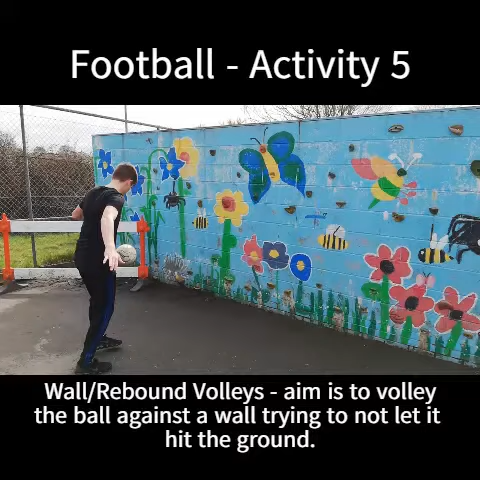 Football - Activity 5
Wall/Rebound Volleys - aim is to volley
the ball against a wall trying to not let it
hit the ground.